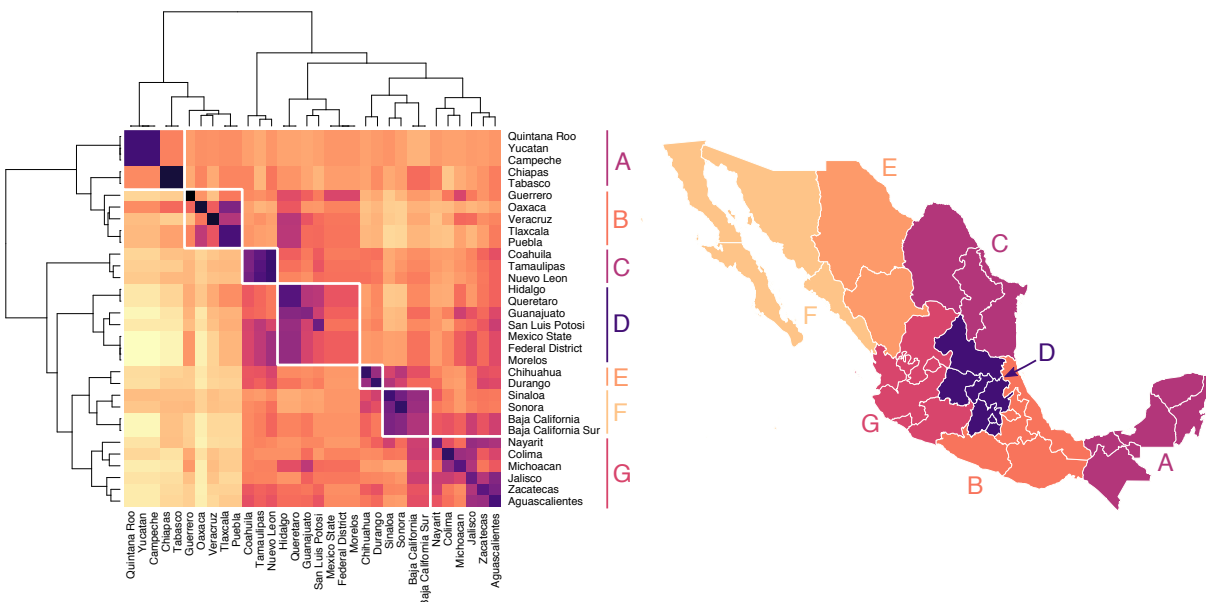 Quintana Roo
Yucatan
Campeche
Chiapas
Tabasco
Guerrero
Oaxaca
Veracruz
Tlaxcala
Puebla
Coahuila
Tamaulipas
Nuevo Leon
Hidalgo
Queretaro
Guanajuato
San Luis Potosi
Mexico State
Federal District
Morelos
Chihuahua
Durango
Sinaloa
Sonora
Baja California
Baja California Sur
Nayarit
Colima
Michoacan
Jalisco
Zacatecas
Aguascalientes
A
B
C
D
E
F
G
Quintana Roo
Yucatan
Campeche
Chiapas
Tabasco
Guerrero
Oaxaca
Veracruz
Tlaxcala
Puebla
Coahuila
Tamaulipas
Nuevo Leon
Hidalgo
Queretaro
Guanajuato
San Luis Potosi
Mexico State
Federal District
Morelos
Chihuahua
Durango
Sinaloa
Sonora
Baja California
Baja California Sur
Nayarit
Colima
Michoacan
Jalisco
Zacatecas
Aguascalientes
E
C
F
D
G
A
B